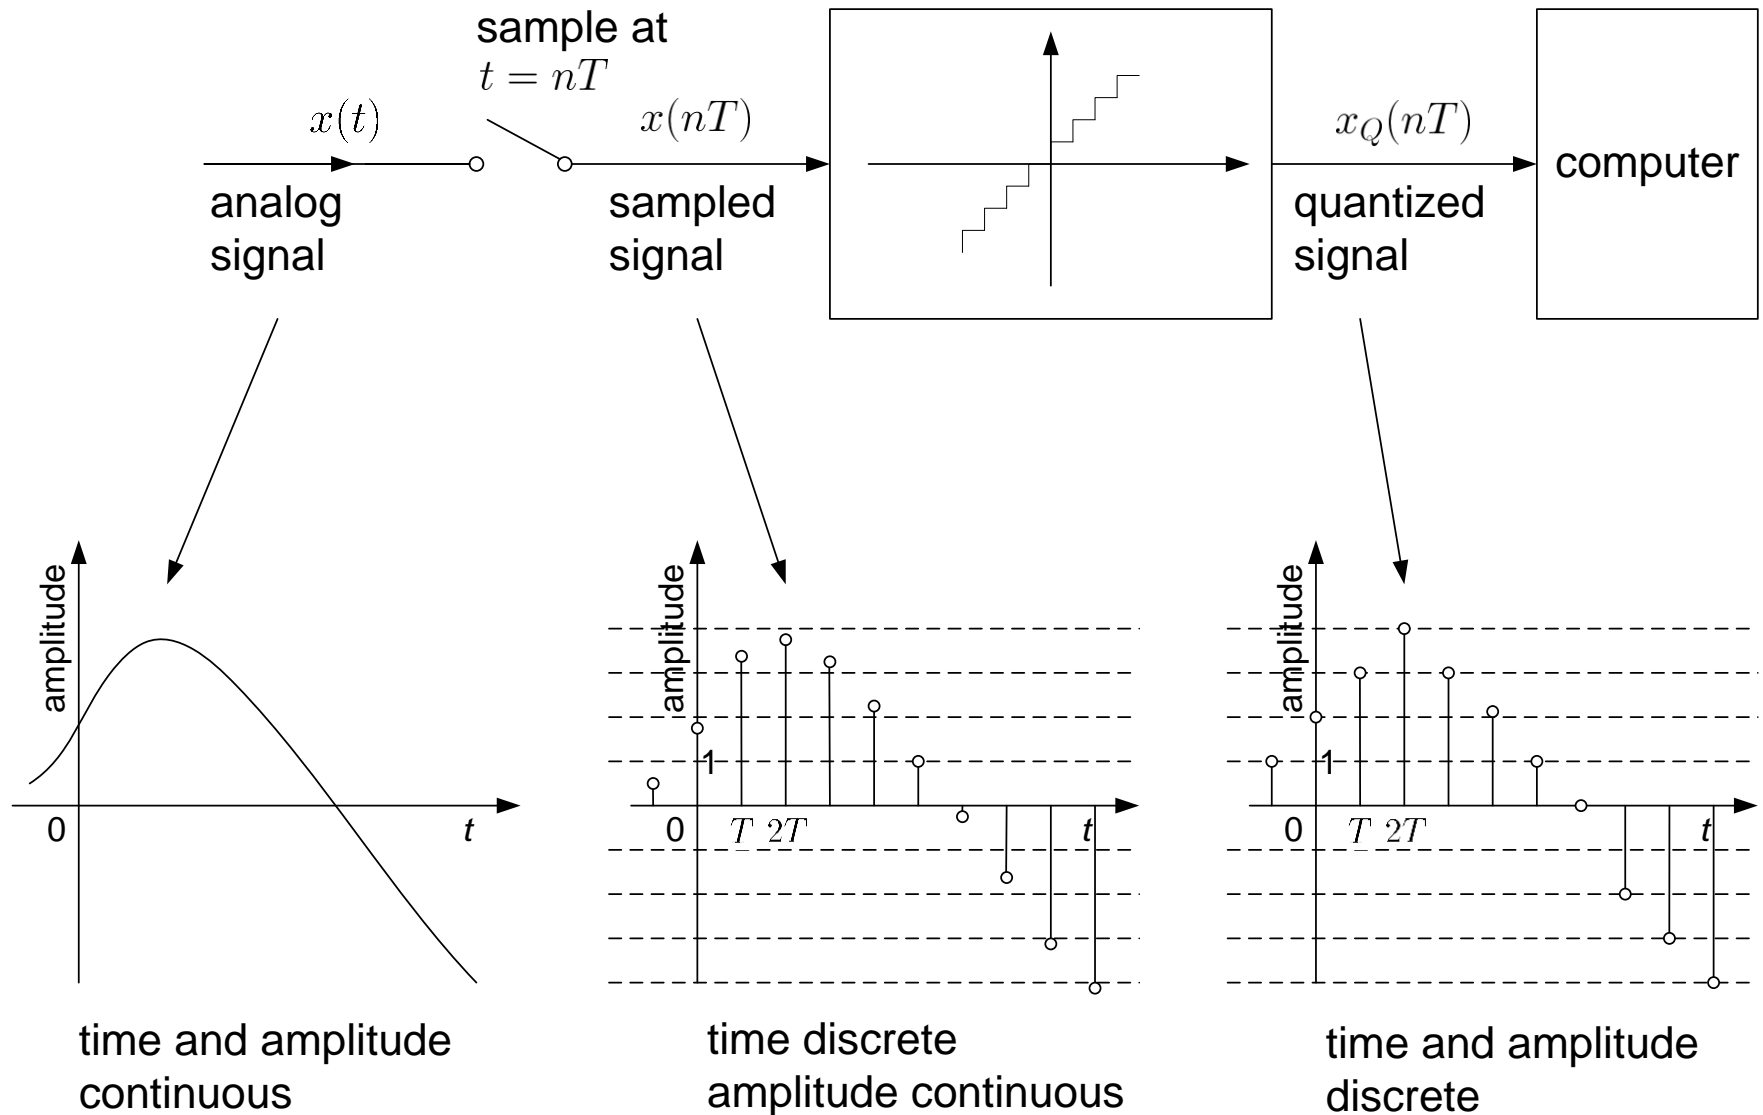 sample at
t = nT
x(t)
x(nT)
x_Q(nT)
computer
analog
signal
sampled
signal
quantized
signal
amplitude
0
t
amplitude
1
0
T 2T
t
amplitude
1
0
T 2T
t
time and amplitude
continuous
time discrete
amplitude continuous
time and amplitude
discrete